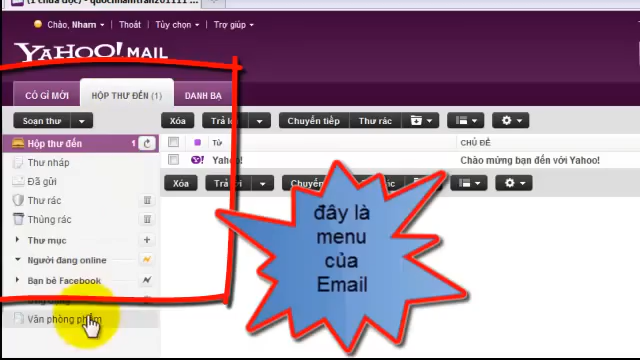 Chào, Nham
Thoát
Tùy chọn
Trợ giúp
YAHOO! MAIL
CÓ GÌ MỚI
HỘP THƯ ĐẾN (1)
DANH BẠ
Soạn thư
Xóa
Trả lời
Chuyển tiếp
Thư rác
Hộp thư đến 1
Từ
CHỦ ĐỀ
Thư nháp
Yahoo!
Chào mừng bạn đến với Yahoo!
Đã gửi
Xóa
Trả lời
Thư rác
Thùng rác
Thư mục
Người đang online
Bạn bè Facebook
Văn phòng phẩm
đây là
menu
của
Email